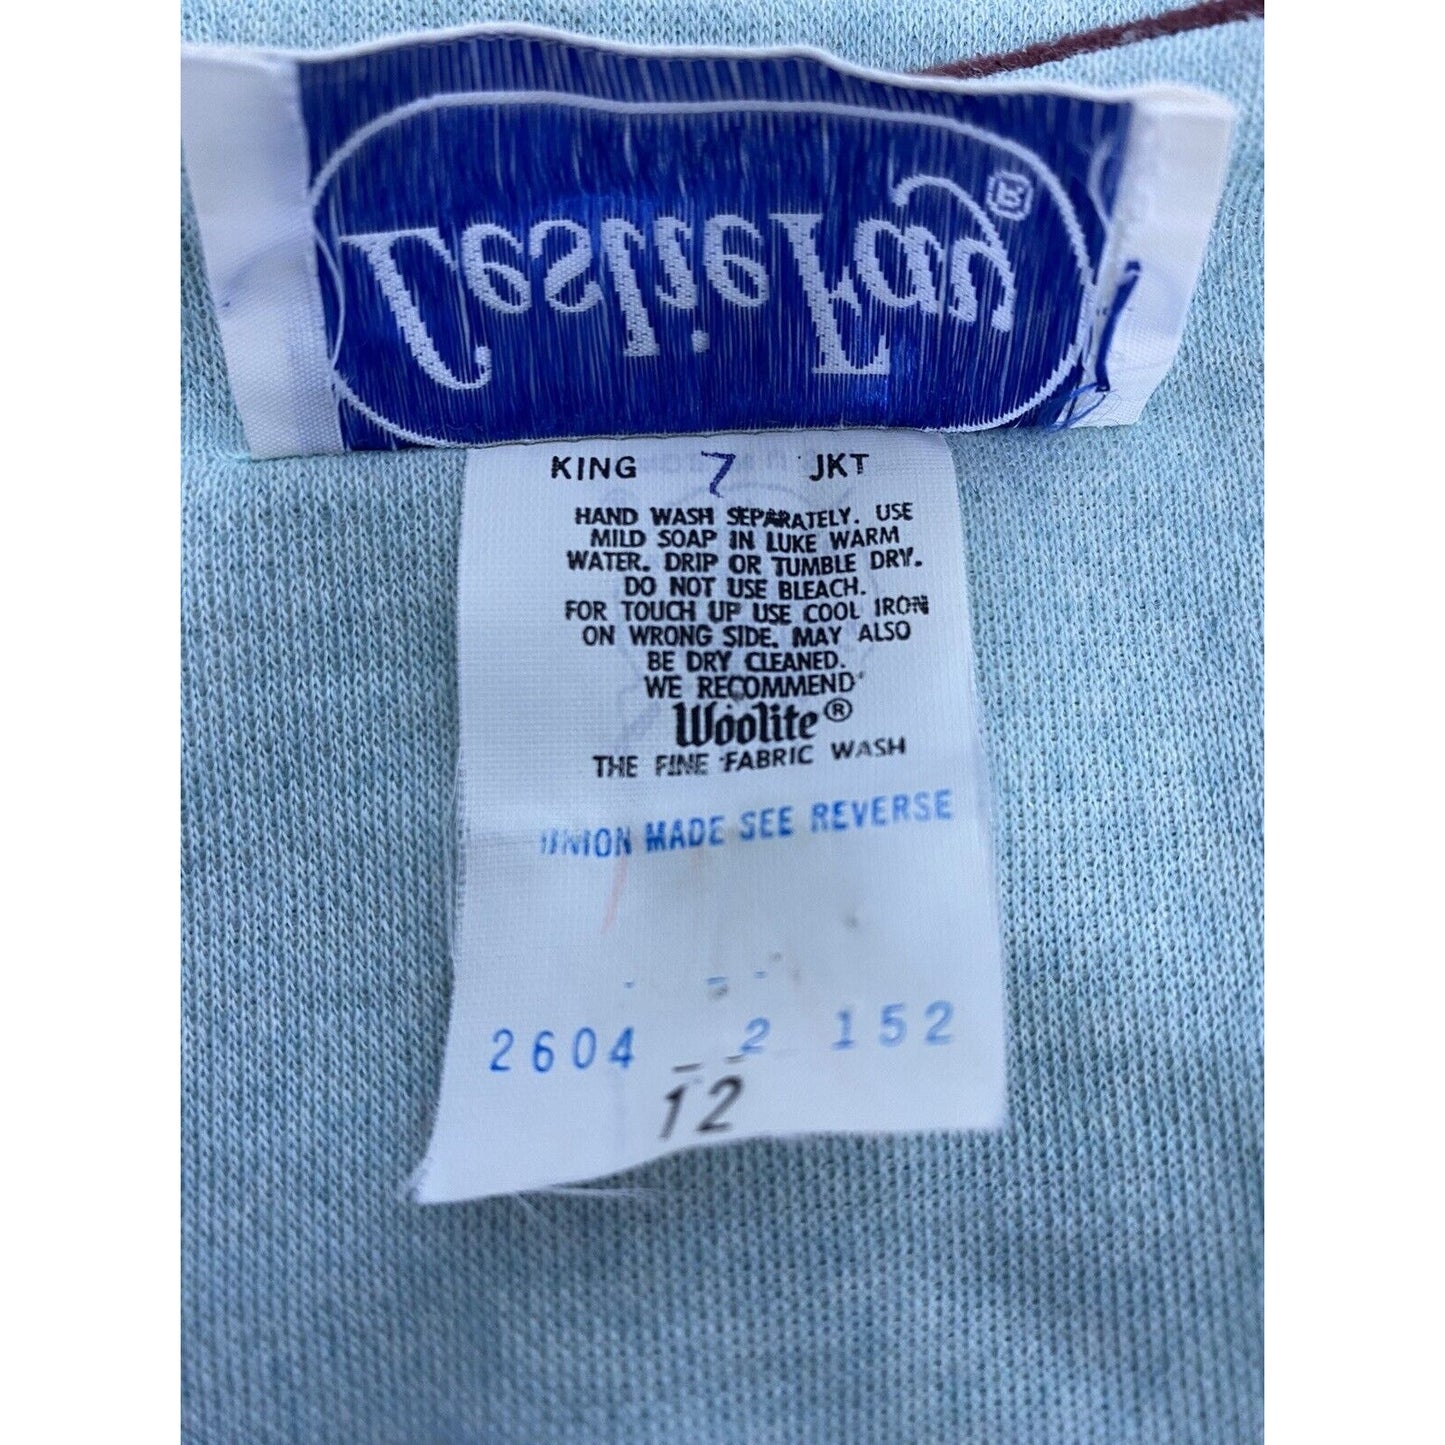 Leslie Fay®
KING 7 JKT
HAND WASH SEPARATELY. USE
MILD SOAP IN LUKE WARM
WATER. DRIP OR TUMBLE DRY.
DO NOT USE BLEACH.
FOR TOUCH UP USE COOL IRON
ON WRONG SIDE. MAY ALSO
BE DRY CLEANED.
WE RECOMMEND
Woolite®
THE FINE FABRIC WASH
UNION MADE SEE REVERSE
2604 2 152
12